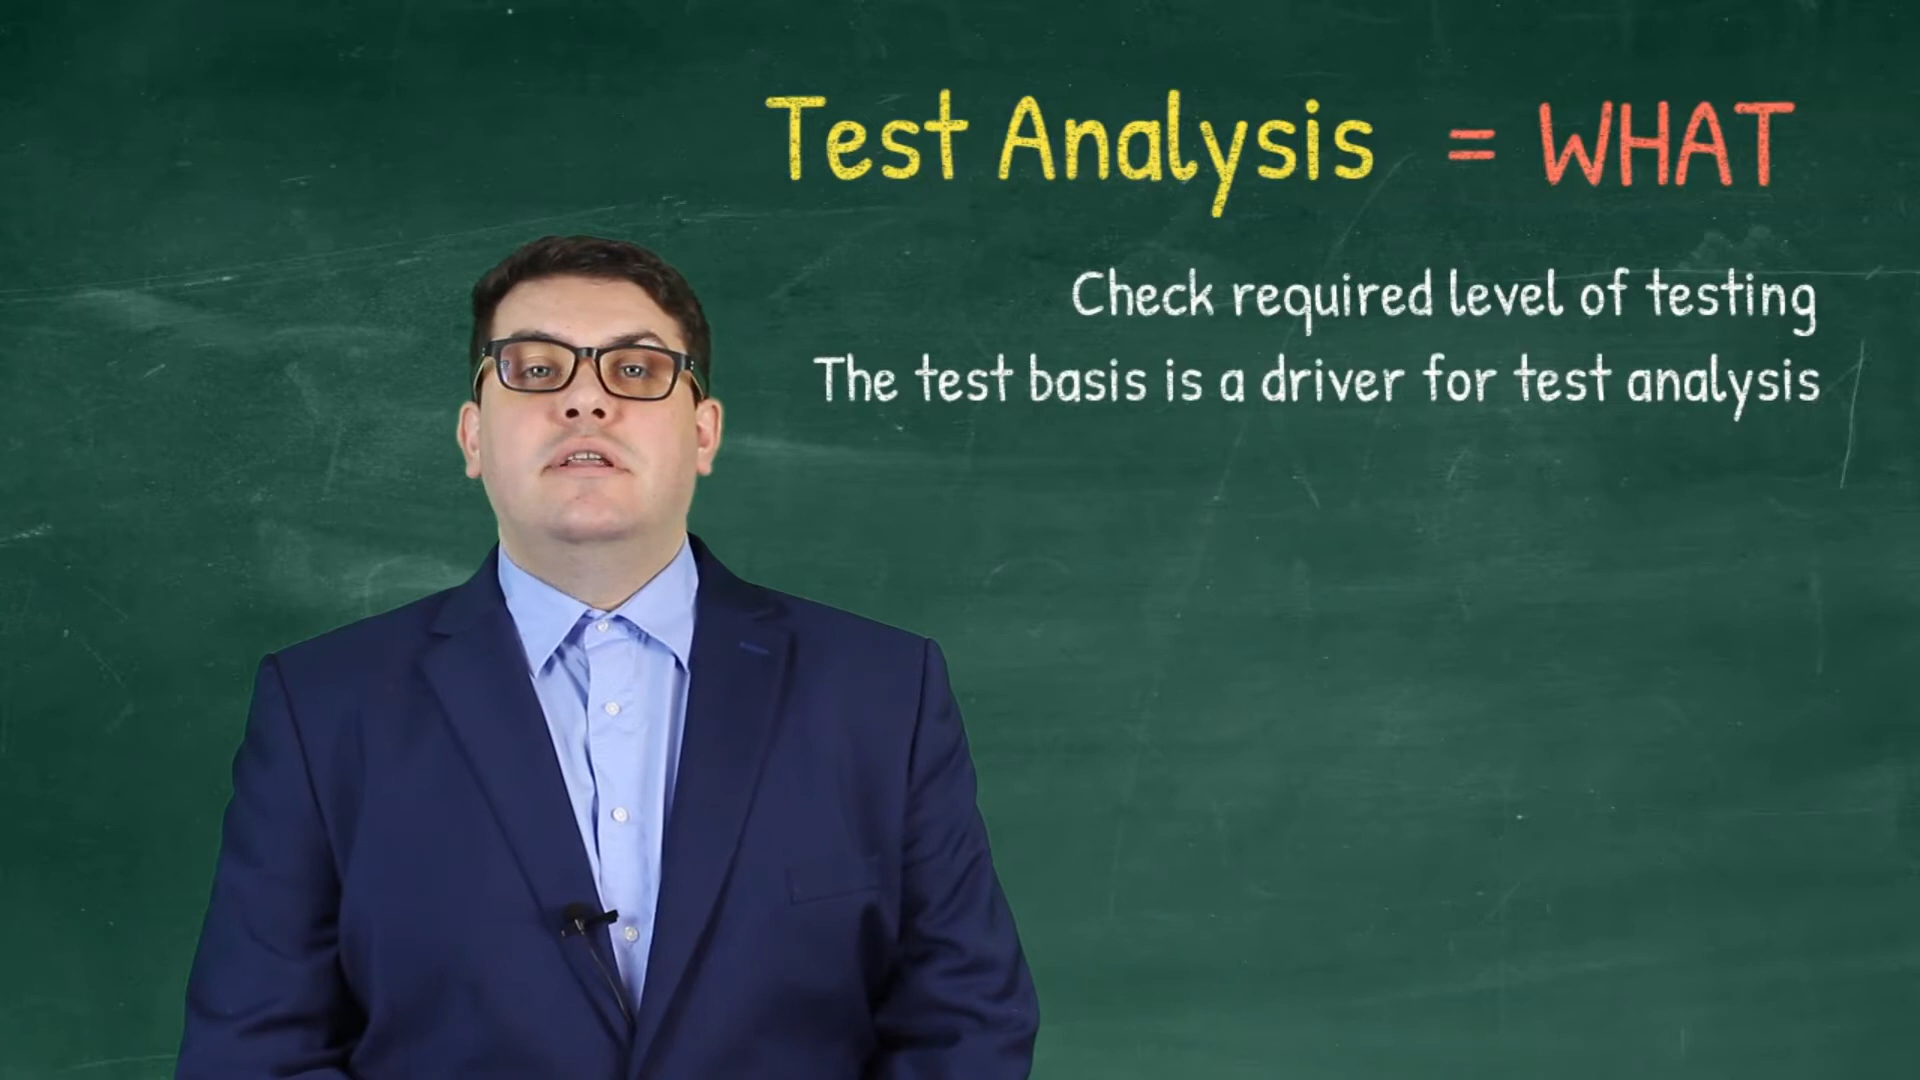 Test Analysis = WHAT
Check required level of testing
The test basis is a driver for test analysis